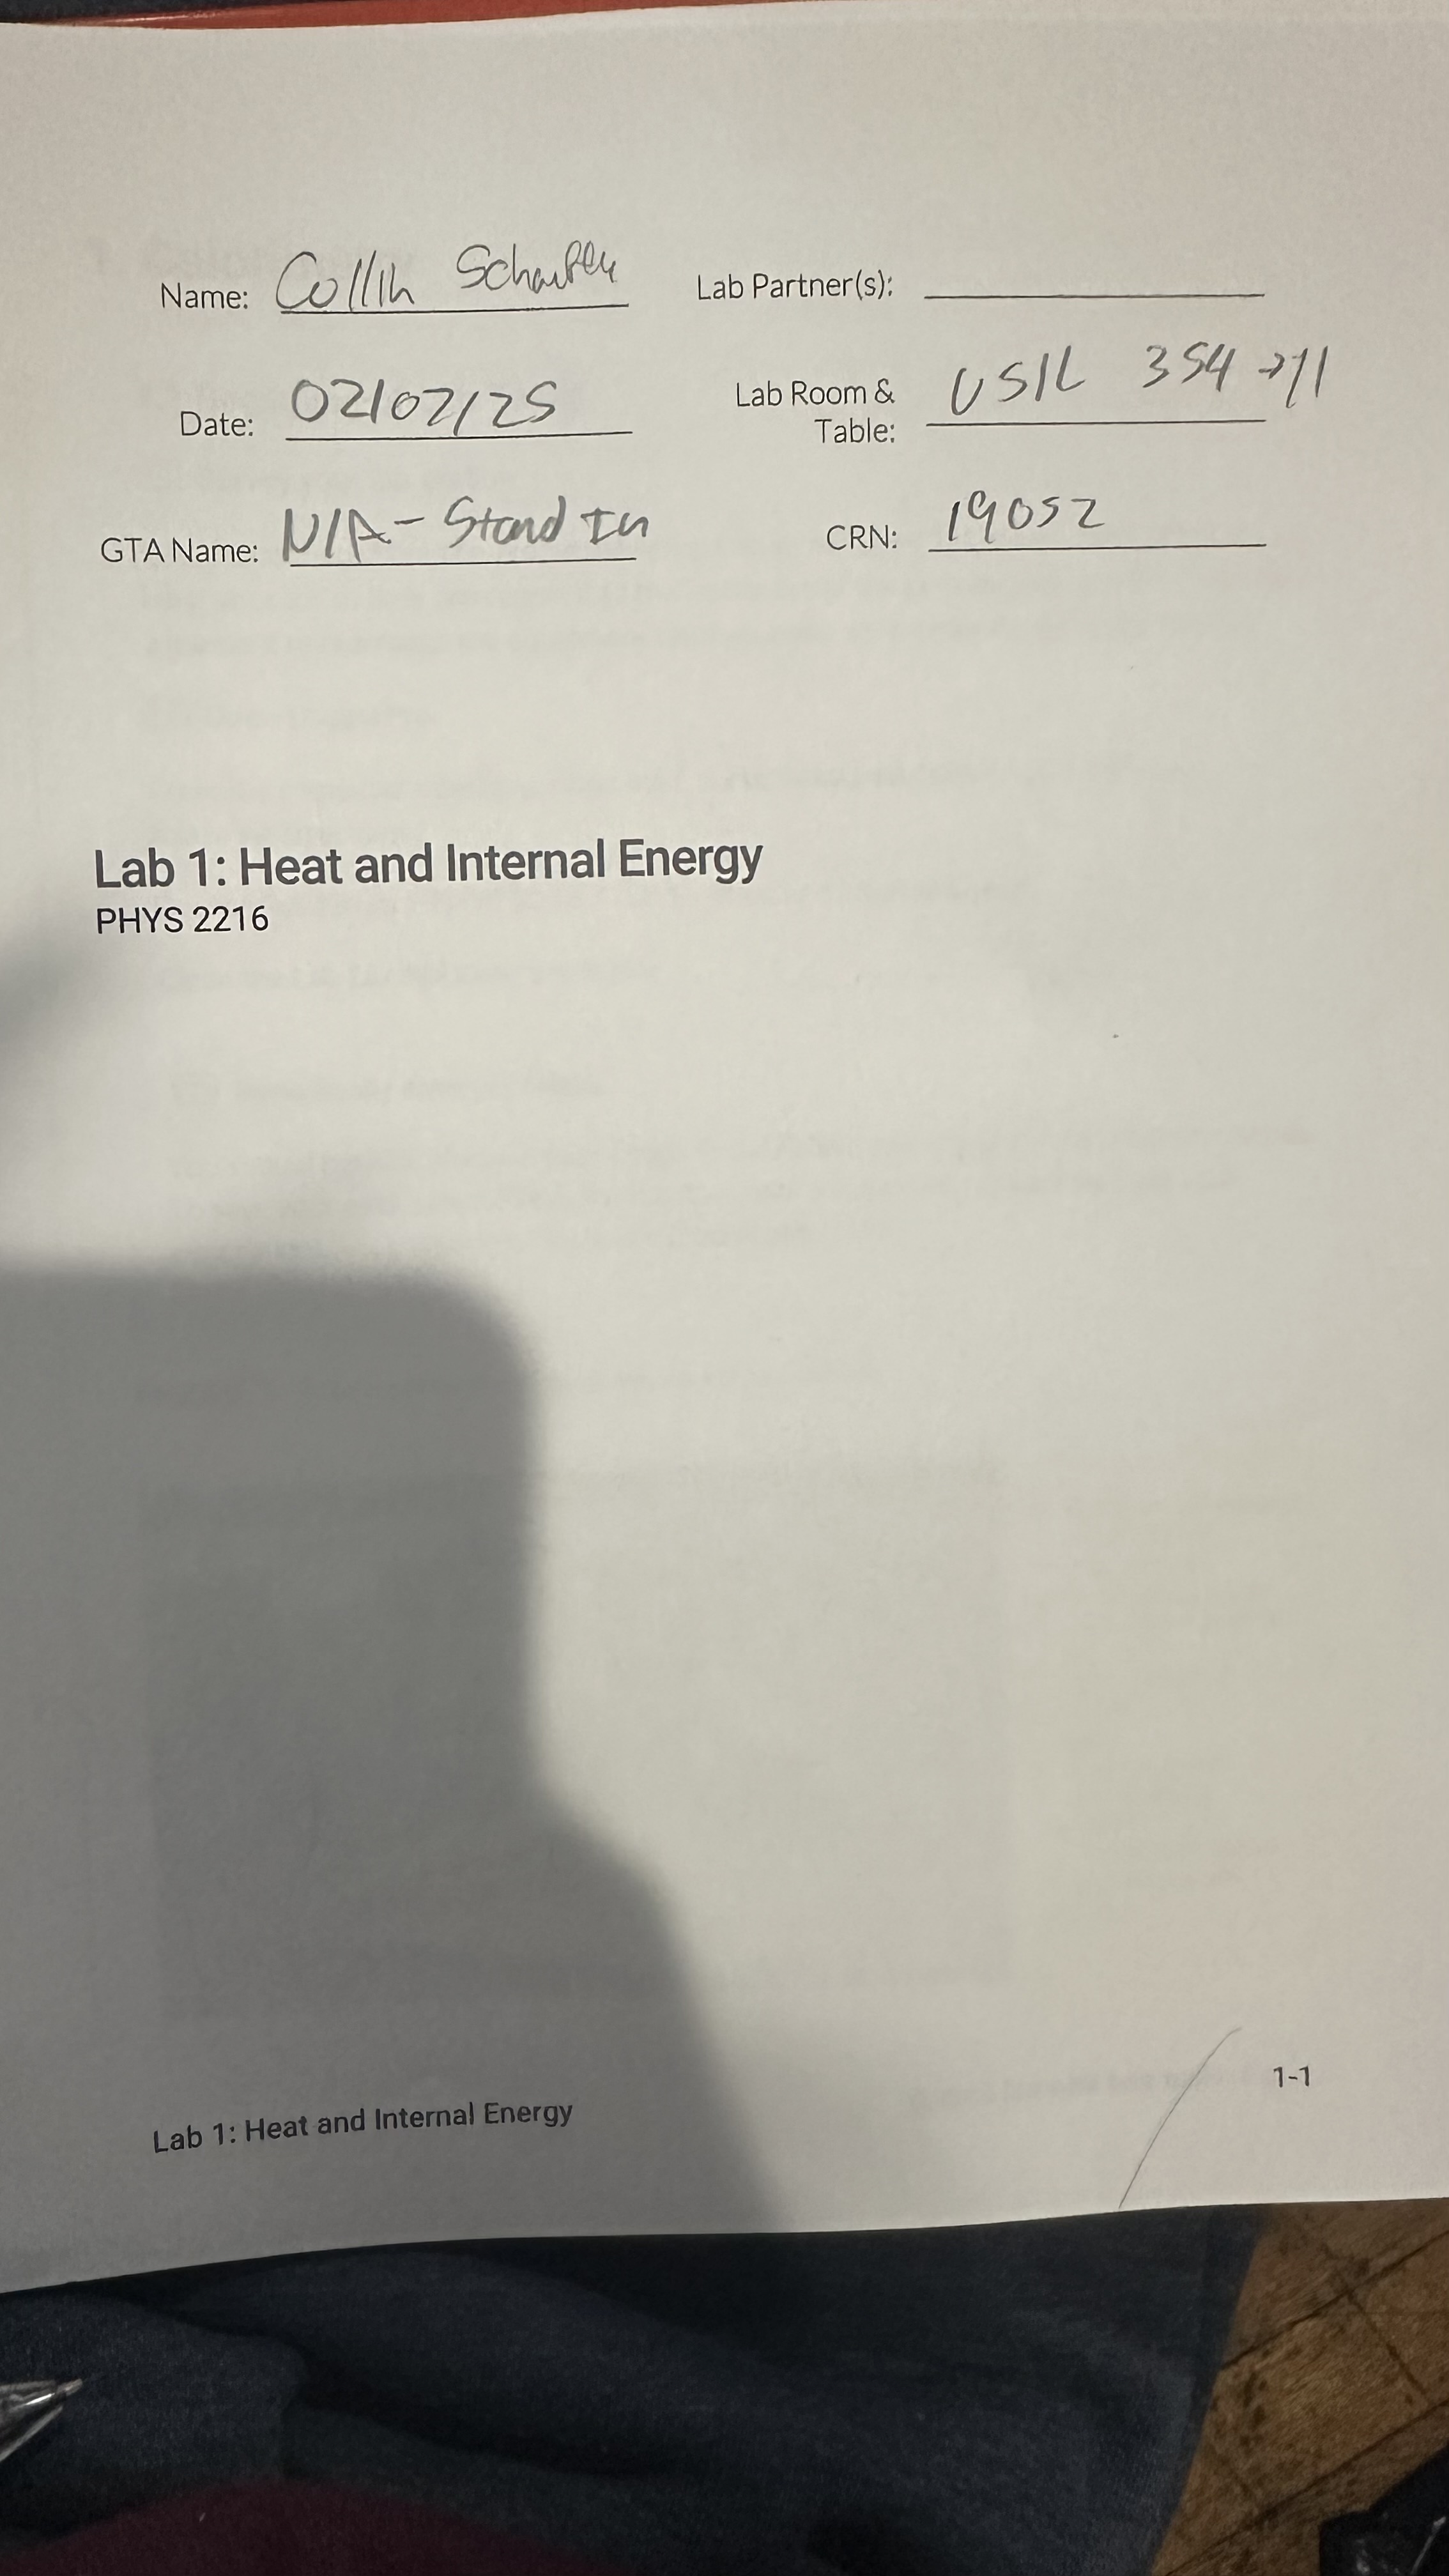 Name: Collin
Lab Partner(s):
Date: 02/07/25
Lab Room & Table: USIL 354 → 11
GTA Name: N/A - Stand In
CRN: 19052
Lab 1: Heat and Internal Energy
PHYS 2216
Lab 1: Heat and Internal Energy
1-1